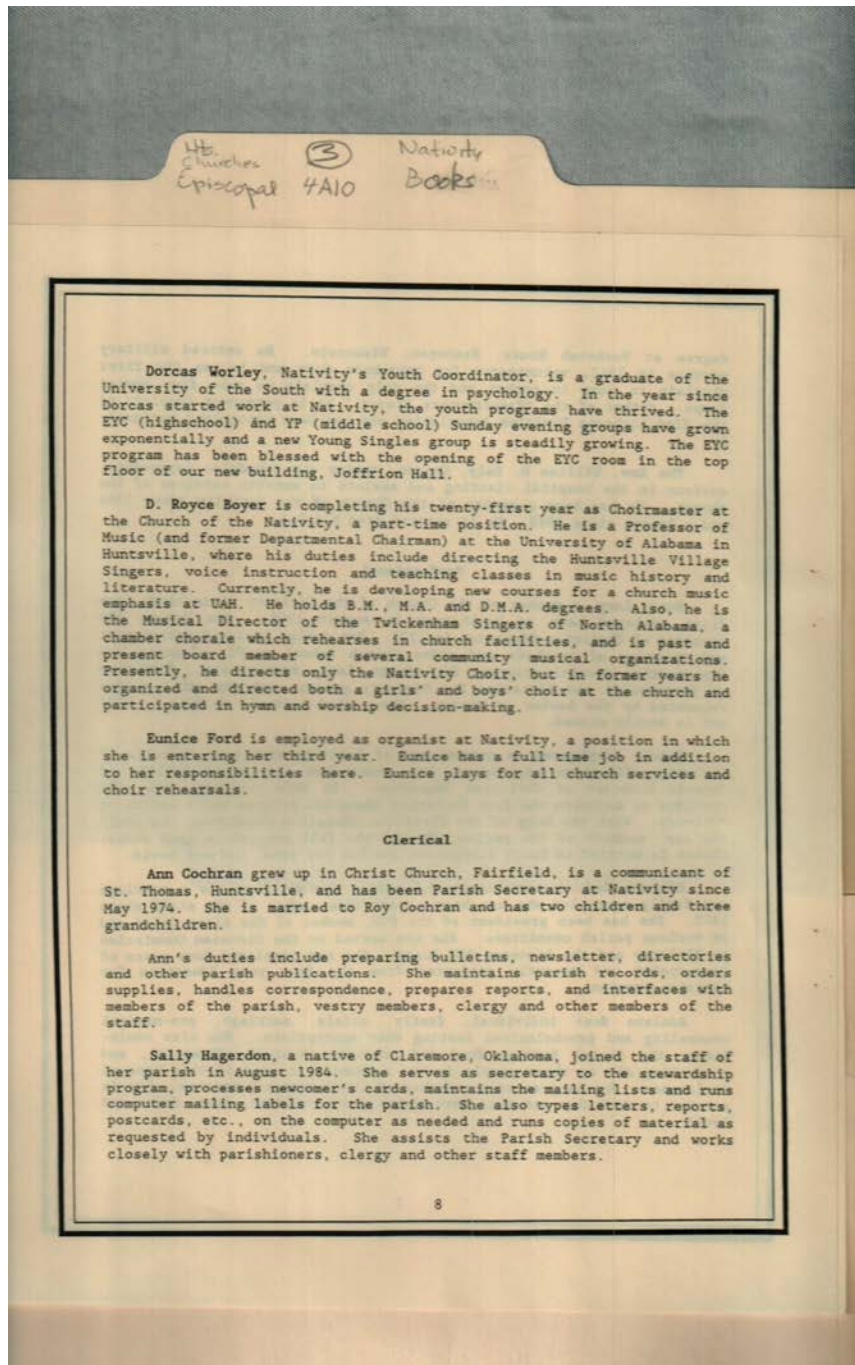 Ht. Churches Episcopal
3
4A10
Nativity
Books
Dorcas Worley, Nativity's Youth Coordinator, is a graduate of the
University of the South with a degree in psychology. In the year since
Dorcas started work at Nativity, the youth programs have thrived. The
EYC (highschool) and YP (middle school) Sunday evening groups have grown
exponentially and a new Young Singles group is steadily growing. The EYC
program has been blessed with the opening of the EYC room in the top
floor of our new building, Joffrion Hall.
D. Royce Boyer is completing his twenty-first year as Choirmaster at
the Church of the Nativity, a part-time position. He is a Professor of
Music (and former Departmental Chairman) at the University of Alabama in
Huntsville, where his duties include directing the Huntsville Village
Singers, voice instruction and teaching classes in music history and
literature. Currently, he is developing new courses for a church music
emphasis at UAH. He holds B.M., M.A. and D.M.A. degrees. Also, he is
the Musical Director of the Twickenham Singers of North Alabama, a
chamber chorale which rehearses in church facilities, and is past and
present board member of several community musical organizations.
Presently, he directs only the Nativity Choir, but in former years he
organized and directed both a girls' and boys' choir at the church and
participated in hymn and worship decision-making.
Eunice Ford is employed as organist at Nativity, a position in which
she is entering her third year. Eunice has a full time job in addition
to her responsibilities here. Eunice plays for all church services and
choir rehearsals.
Clerical
Ann Cochran grew up in Christ Church, Fairfield, is a communicant of
St. Thomas, Huntsville, and has been Parish Secretary at Nativity since
May 1974. She is married to Roy Cochran and has two children and three
grandchildren.
Ann's duties include preparing bulletins, newsletter, directories
and other parish publications. She maintains parish records, orders
supplies, handles correspondence, prepares reports, and interfaces with
members of the parish, vestry members, clergy and other members of the
staff.
Sally Hagerdon, a native of Claremore, Oklahoma, joined the staff of
her parish in August 1984. She serves as secretary to the stewardship
program, processes newcomer's cards, maintains the mailing lists and runs
computer mailing labels for the parish. She also types letters, reports,
postcards, etc., on the computer as needed and runs copies of material as
requested by individuals. She assists the Parish Secretary and works
closely with parishioners, clergy and other staff members.
8